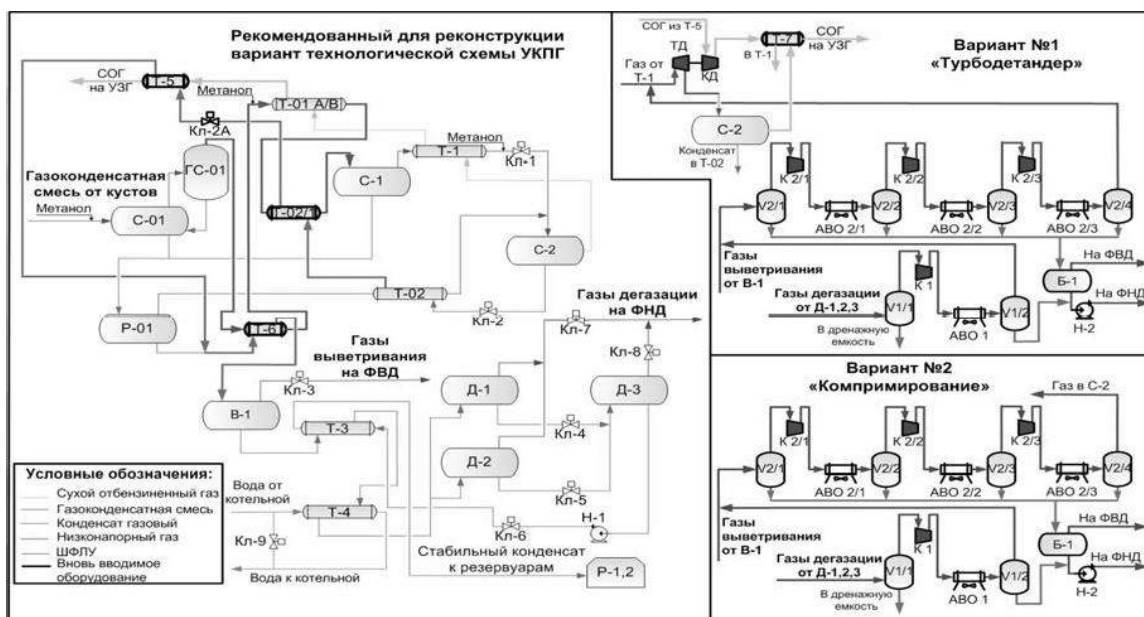 Рекомендованный для реконструкции
вариант технологической схемы УКПГ
СОГ
на УЗГ
Т-5
Метанол
Т-01 А/В
Кл-2А
ГС-01
Газоконденсатная
смесь от кустов
Метанол
С-01
С-1
Т-1
Метанол
Кл-1
Т-02/1
С-2
Т-02
Кл-2
Р-01
Т-6
Газы
выветривания
на ФВД
Кл-3
В-1
Т-3
Газы дегазации
на ФНД
Кл-7
Кл-8
Д-1
Д-3
Кл-4
Д-2
Кл-5
Кл-6
Н-1
Вода от
котельной
Т-4
Кл-9
Вода к котельной
Стабильный конденсат
к резервуарам
Р-1,2
Условные обозначения:
Сухой отбензиненный газ
Газоконденсатная смесь
Конденсат газовый
Низконапорный газ
ШФЛУ
Вновь вводимое
оборудование
Вариант №1
«Турбодетандер»
СОГ из Т-5
ТД
КД
Т-7
СОГ
на УЗГ
В Т-1
Газ от
Т-1
С-2
Конденсат
в Т-02
К 2/1
К 2/2
К 2/3
V2/1
V2/2
V2/3
V2/4
АВО 2/1
АВО 2/2
АВО 2/3
Газы
выветривания
от В-1
К 1
Б-1
На ФВД
На ФНД
Газы дегазации
от Д-1,2,3
V1/1
V1/2
Н-2
В дренажную
емкость
АВО 1
Вариант №2
«Компримирование»
Газ в С-2
К 2/1
К 2/2
К 2/3
V2/1
V2/2
V2/3
V2/4
АВО 2/1
АВО 2/2
АВО 2/3
Газы
выветривания
от В-1
К 1
Б-1
На ФВД
На ФНД
Газы дегазации
от Д-1,2,3
V1/1
V1/2
Н-2
В дренажную
емкость
АВО 1